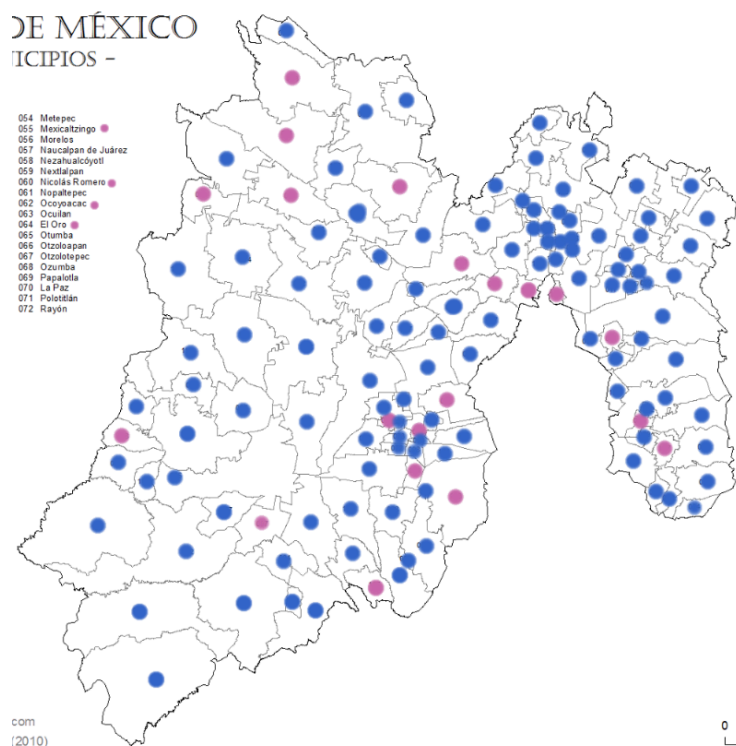 DE MÉXICO
ICIPIOS -
054 Metepec
055 Mexicaltzingo
056 Morelos
057 Naucalpan de Juárez
058 Nezahualcóyotl
059 Nextlalpan
060 Nicolás Romero
061 Nopaltepec
062 Ocoyoacac
063 Ocuilan
064 El Oro
065 Otumba
066 Otzoloapan
067 Otzolotepec
068 Ozumba
069 Papalotla
070 La Paz
071 Polotitlán
072 Rayón
com
(2010)
0